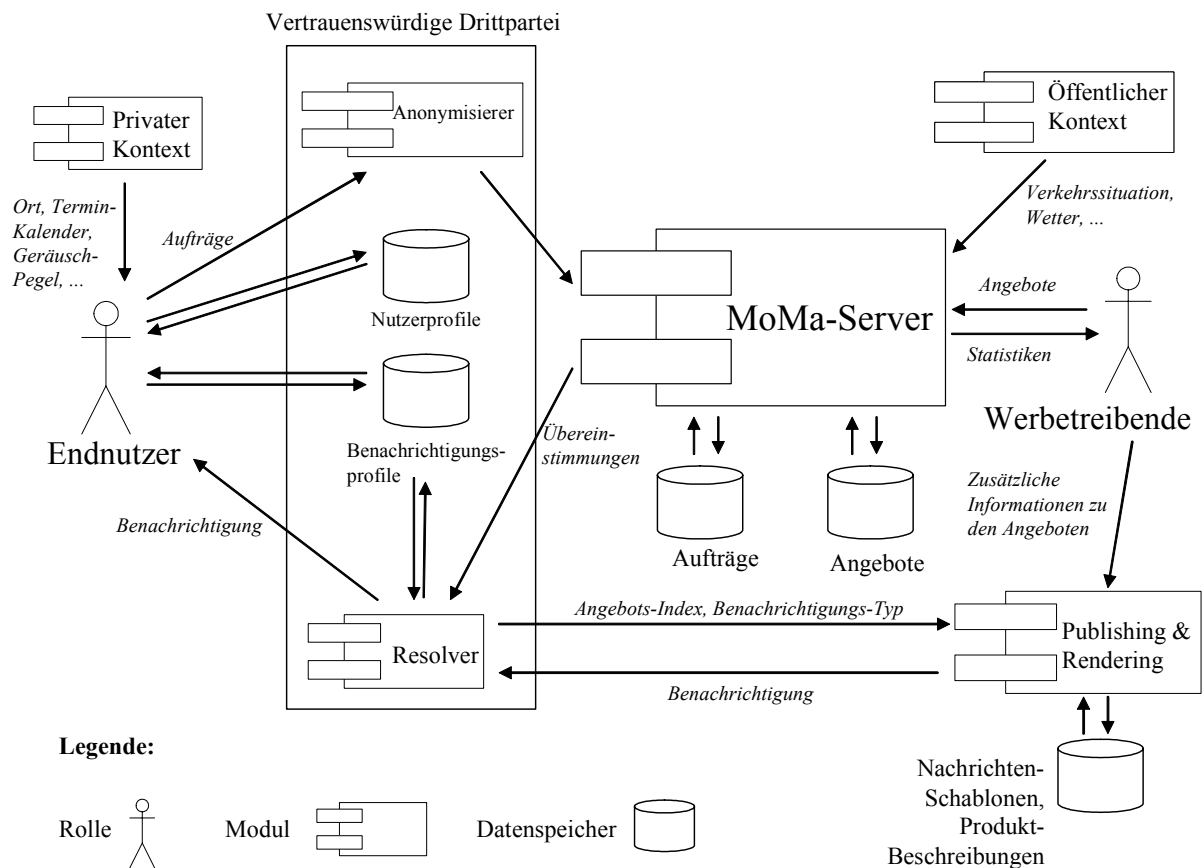 Vertrauenswürdige Drittpartei
Privater
Kontext
Anonymisierer
Öffentlicher
Kontext
Ort, Termin-
Kalender,
Geräusch-
Pegel, ...
Aufträge
Verkehrssituation,
Wetter, ...
Nutzerprofile
MoMa-Server
Angebote
Statistiken
Endnutzer
Benachrichtigungs-
profile
Überein-
stimmungen
Werbetreibende
Benachrichtigung
Aufträge
Angebote
Zusätzliche
Informationen zu
den Angeboten
Resolver
Angebots-Index, Benachrichtigungs-Typ
Benachrichtigung
Publishing &
Rendering
Legende:
Rolle
Modul
Datenspeicher
Nachrichten-
Schablonen,
Produkt-
Beschreibungen